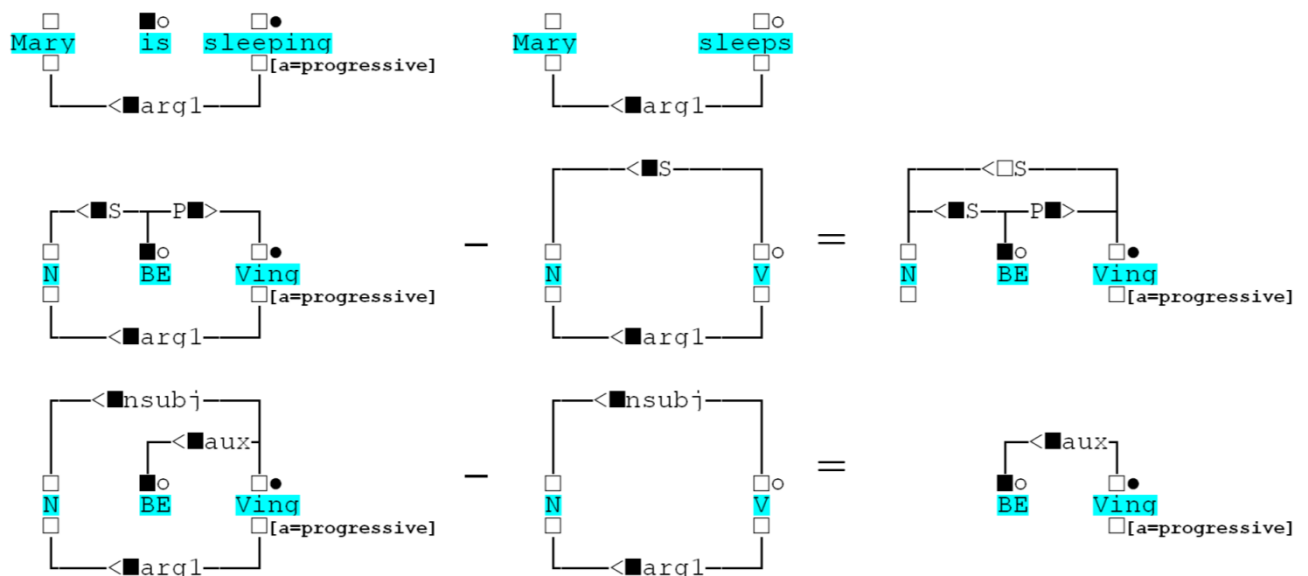 □ ■○ □● □ □○
Mary is sleeping Mary sleeps
□ □[a=progressive] □ □
<■arg1 <■arg1
<■S <□S
<■S P■> <■S P■>
□ ■○ □● − □ □○ = □ ■○ □●
N BE Ving N V N BE Ving
□ □[a=progressive] □ □ □ □[a=progressive]
<■arg1 <■arg1
<■nsubj <■nsubj
<■aux <■aux
□ ■○ □● − □ □○ = ■○ □●
N BE Ving N V BE Ving
□ □[a=progressive] □ □ □[a=progressive]
<■arg1 <■arg1